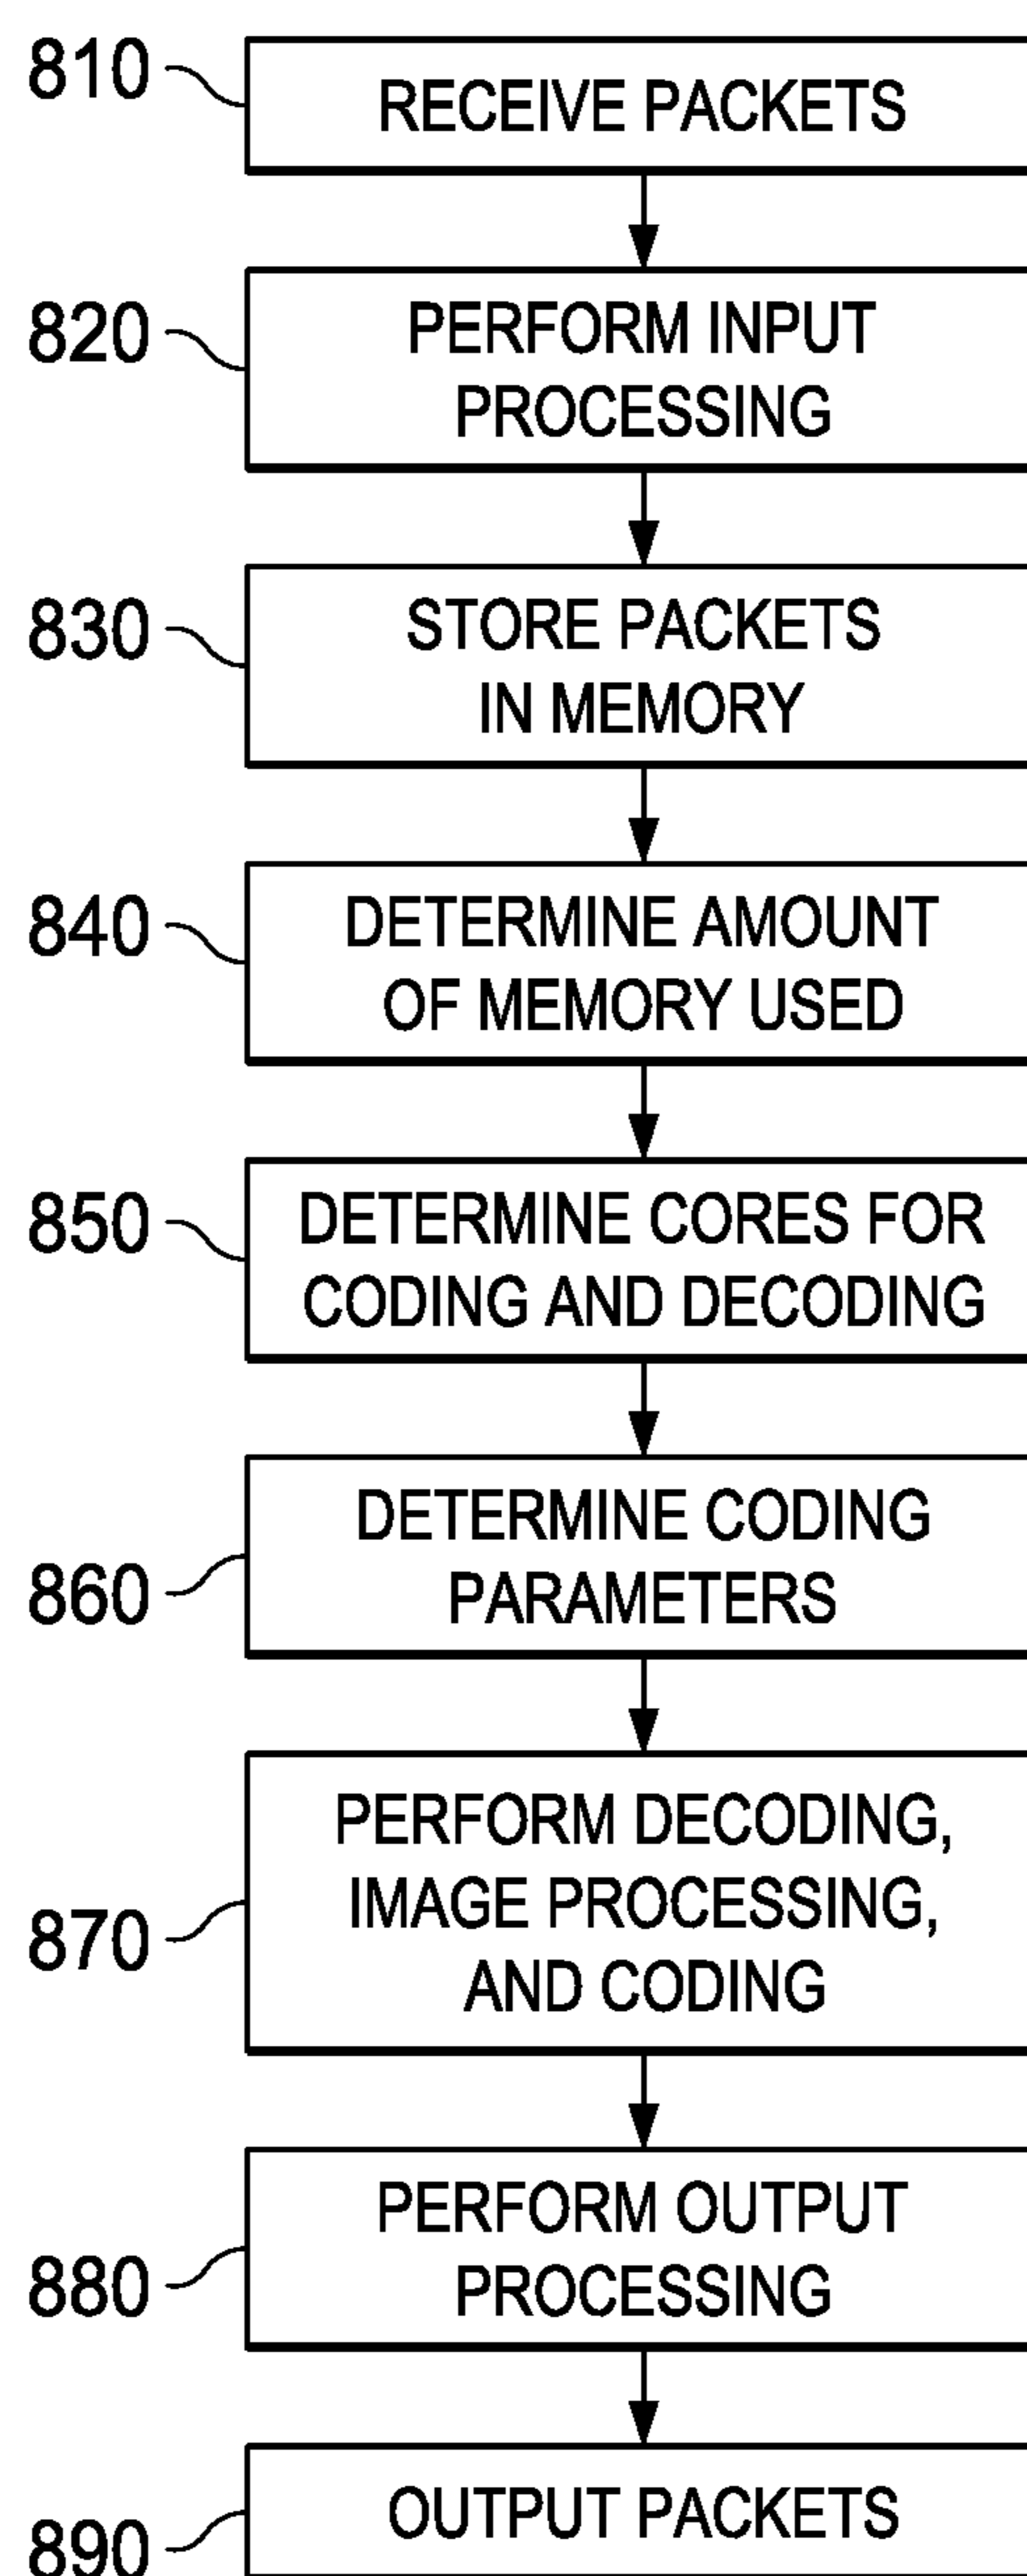 810
RECEIVE PACKETS
820
PERFORM INPUT
PROCESSING
830
STORE PACKETS
IN MEMORY
840
DETERMINE AMOUNT
OF MEMORY USED
850
DETERMINE CORES FOR
CODING AND DECODING
860
DETERMINE CODING
PARAMETERS
870
PERFORM DECODING,
IMAGE PROCESSING,
AND CODING
880
PERFORM OUTPUT
PROCESSING
890
OUTPUT PACKETS